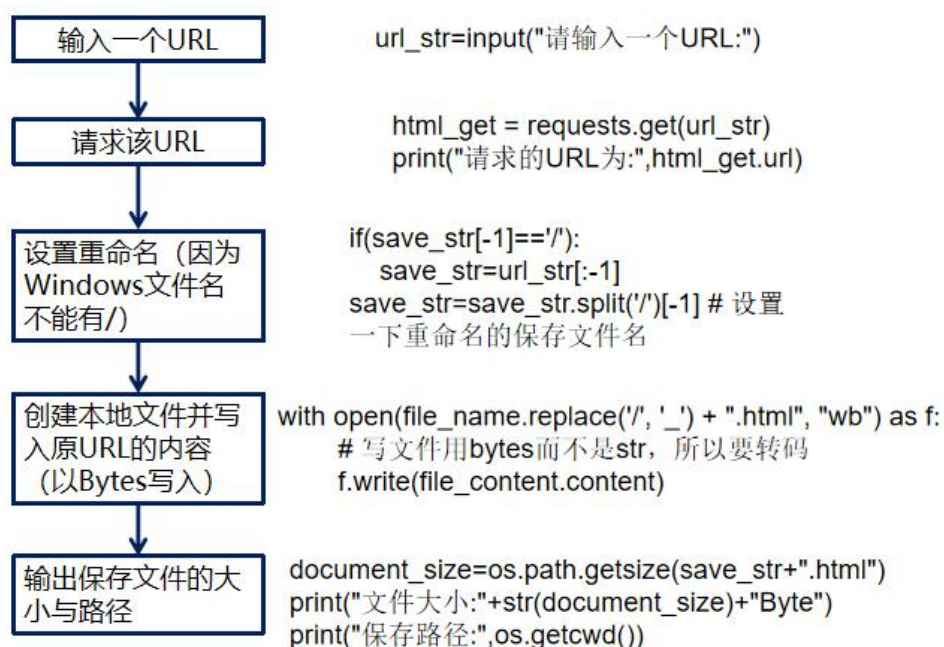 输入一个URL
url_str=input("请输入一个URL:")
请求该URL
html_get = requests.get(url_str)
print("请求的URL为:",html_get.url)
设置重命名（因为
Windows文件名
不能有/）
if(save_str[-1]=='/'):
save_str=url_str[:-1]
save_str=save_str.split('/')[-1] # 设置
一下重命名的保存文件名
创建本地文件并写
入原URL的内容
（以Bytes写入）
with open(file_name.replace('/', '_') + ".html", "wb") as f:
# 写文件用bytes而不是str，所以要转码
f.write(file_content.content)
输出保存文件的大
小与路径
document_size=os.path.getsize(save_str+".html")
print("文件大小:"+str(document_size)+"Byte")
print("保存路径:",os.getcwd())